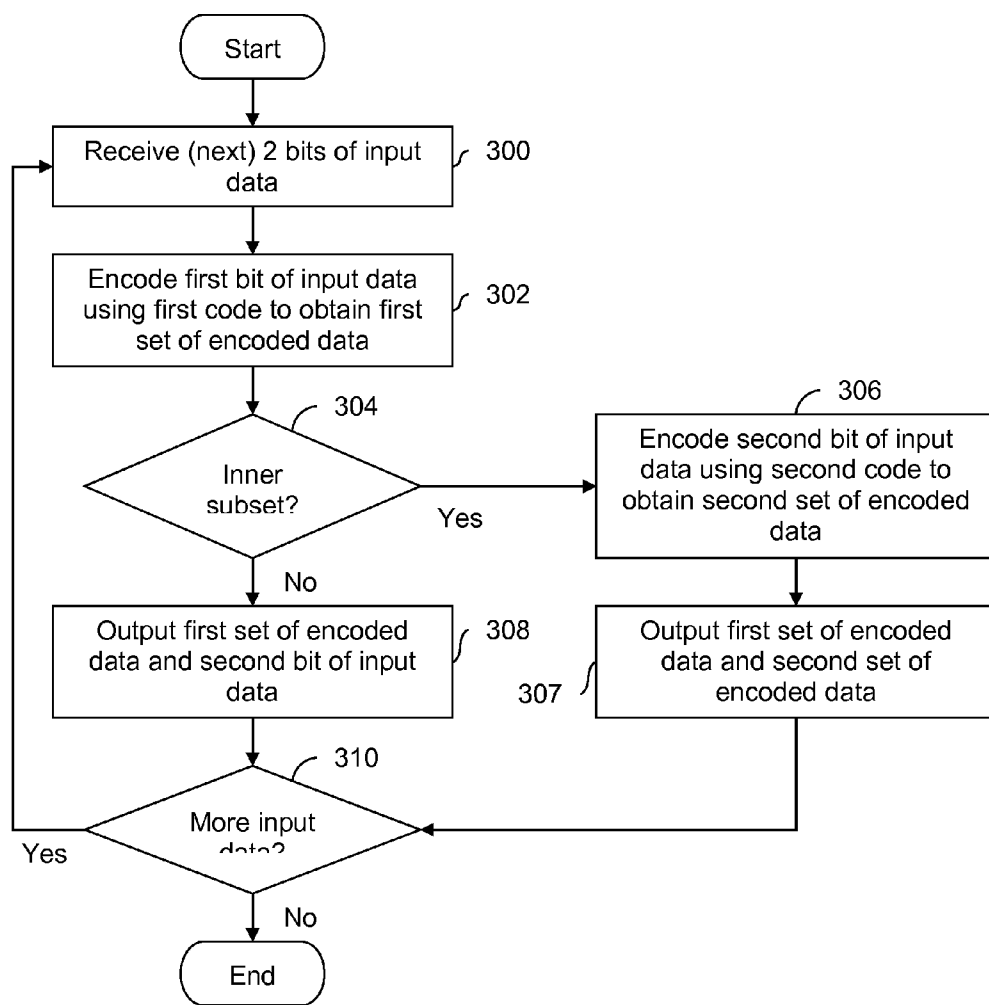 Start
Receive (next) 2 bits of input
data
300
Encode first bit of input data
using first code to obtain first
set of encoded data
302
304
Inner
subset?
Yes
No
306
Encode second bit of input
data using second code to
obtain second set of encoded
data
Output first set of encoded
data and second bit of input
data
308
Output first set of encoded
data and second set of
encoded data
307
310
More input
data?
Yes
No
End